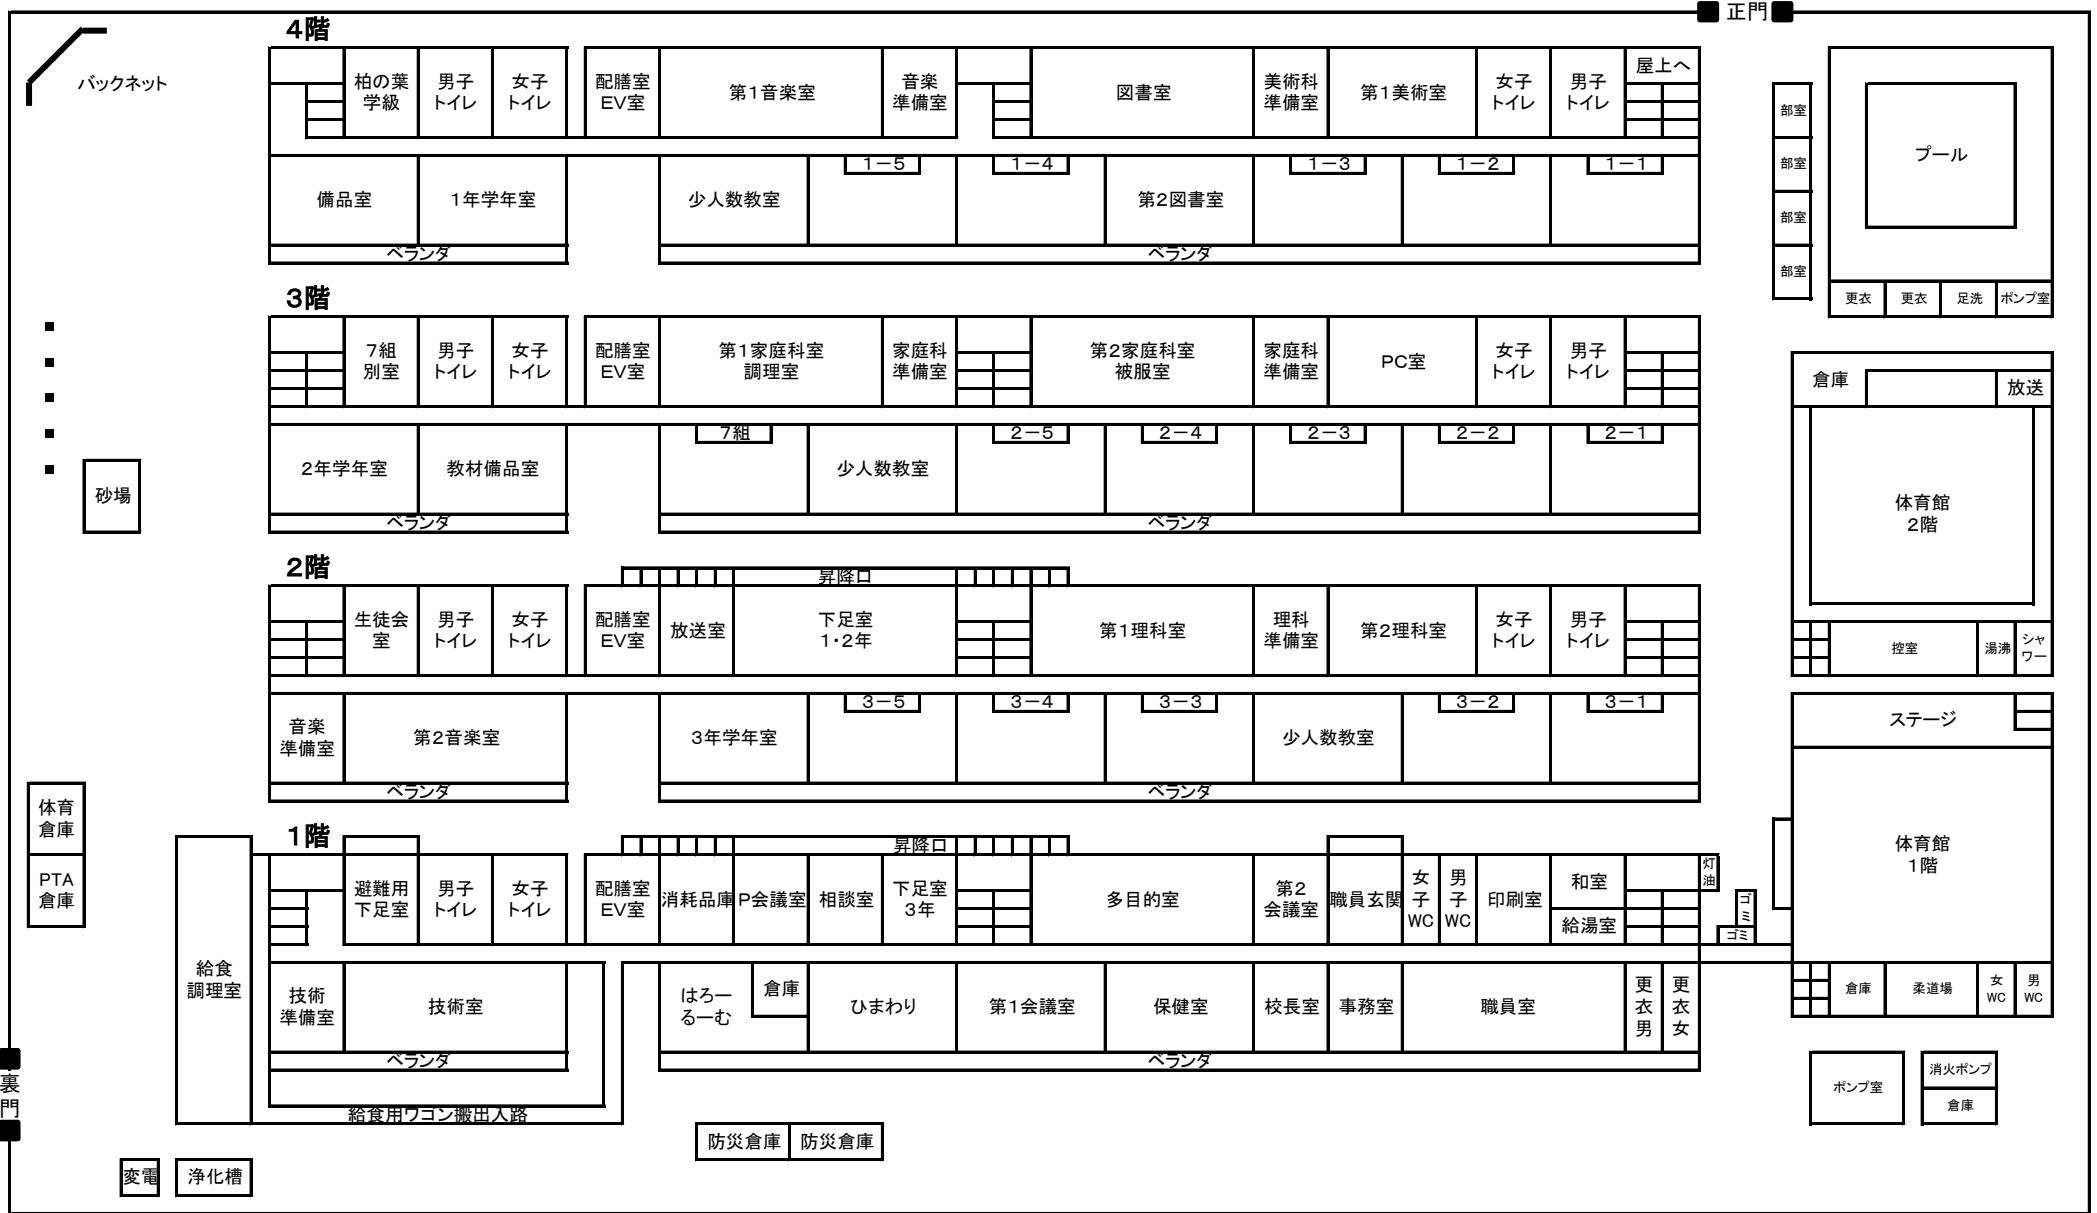 正門
バックネット
4階
柏の葉
学級
男子
トイレ
女子
トイレ
配膳室
EV室
第1音楽室
音楽
準備室
図書室
美術科
準備室
第1美術室
女子
トイレ
男子
トイレ
屋上へ
備品室
1年学年室
少人数教室
1－5
1－4
第2図書室
1－3
1－2
1－1
ベランダ
ベランダ
部室
部室
部室
部室
プール
更衣
更衣
足洗
ポンプ室
3階
7組
別室
男子
トイレ
女子
トイレ
配膳室
EV室
第1家庭科室
調理室
家庭科
準備室
第2家庭科室
被服室
家庭科
準備室
PC室
女子
トイレ
男子
トイレ
2年学年室
教材備品室
7組
少人数教室
2－5
2－4
2－3
2－2
2－1
ベランダ
ベランダ
砂場
倉庫
放送
体育館
2階
控室
湯沸
シャ
ワー
2階
昇降口
生徒会
室
男子
トイレ
女子
トイレ
配膳室
EV室
放送室
下足室
1・2年
第1理科室
理科
準備室
第2理科室
女子
トイレ
男子
トイレ
音楽
準備室
第2音楽室
3年学年室
3－5
3－4
3－3
少人数教室
3－2
3－1
ベランダ
ベランダ
ステージ
体育館
1階
倉庫
柔道場
女
WC
男
WC
体育
倉庫
PTA
倉庫
1階
昇降口
給食
調理室
避難用
下足室
男子
トイレ
女子
トイレ
配膳室
EV室
消耗品庫
P会議室
相談室
下足室
3年
多目的室
第2
会議室
職員玄関
女子WC
男子WC
印刷室
和室
給湯室
灯油
ゴミ
ゴミ
技術
準備室
技術室
はろー
るーむ
倉庫
ひまわり
第1会議室
保健室
校長室
事務室
職員室
更衣男
更衣女
ベランダ
ベランダ
給食用ワゴン搬出入路
裏門
防災倉庫
防災倉庫
変電
浄化槽
ポンプ室
消火ポンプ
倉庫